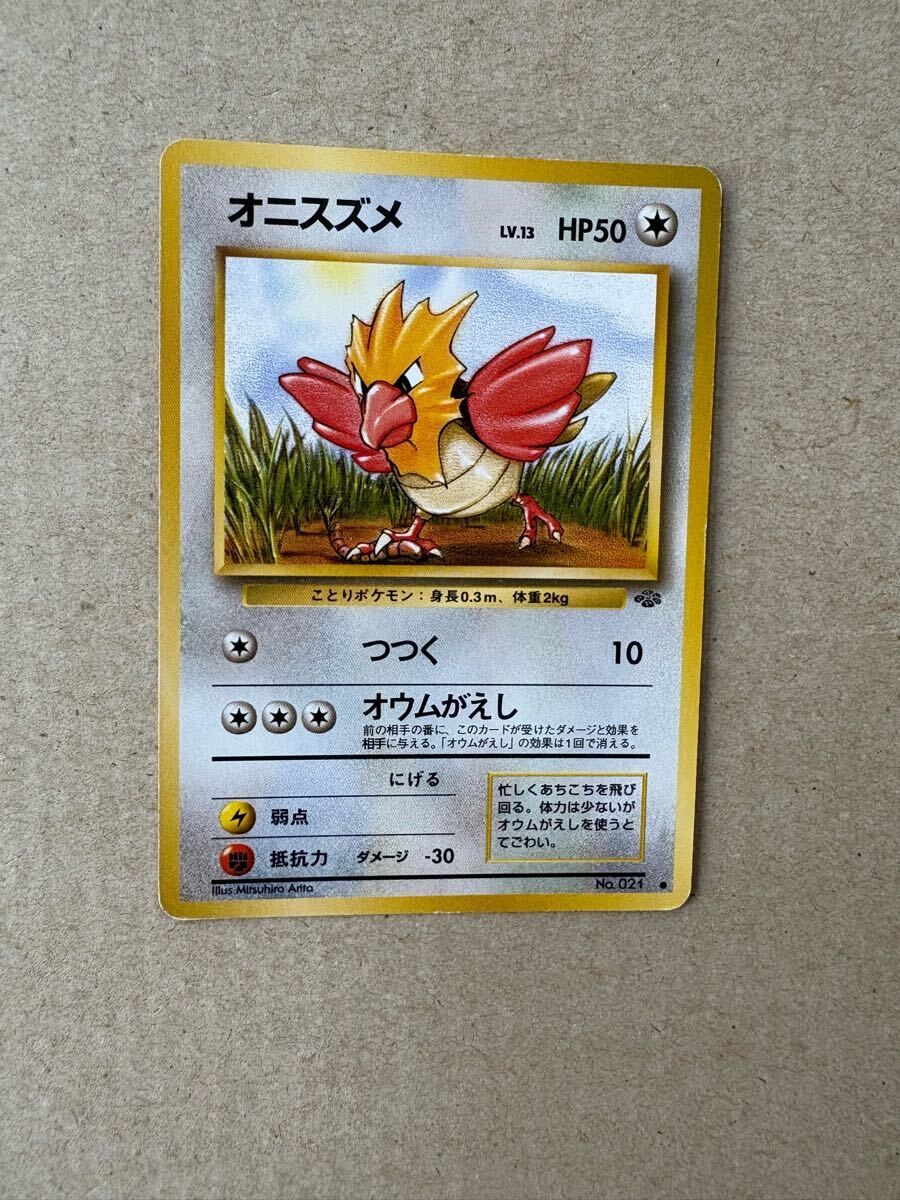 オニスズメ LV.13 HP50
ことりポケモン：身長0.3m、体重2kg
つつく 10
オウムがえし
前の相手の番に、このカードが受けたダメージと効果を
相手に与える。「オウムがえし」の効果は1回で消える。
にげる
弱点
抵抗力 ダメージ -30
忙しくあちこちを飛び
回る。体力は少ないが
オウムがえしを使うと
てごわい。
Illus.Mitsuhiro Arita No.021